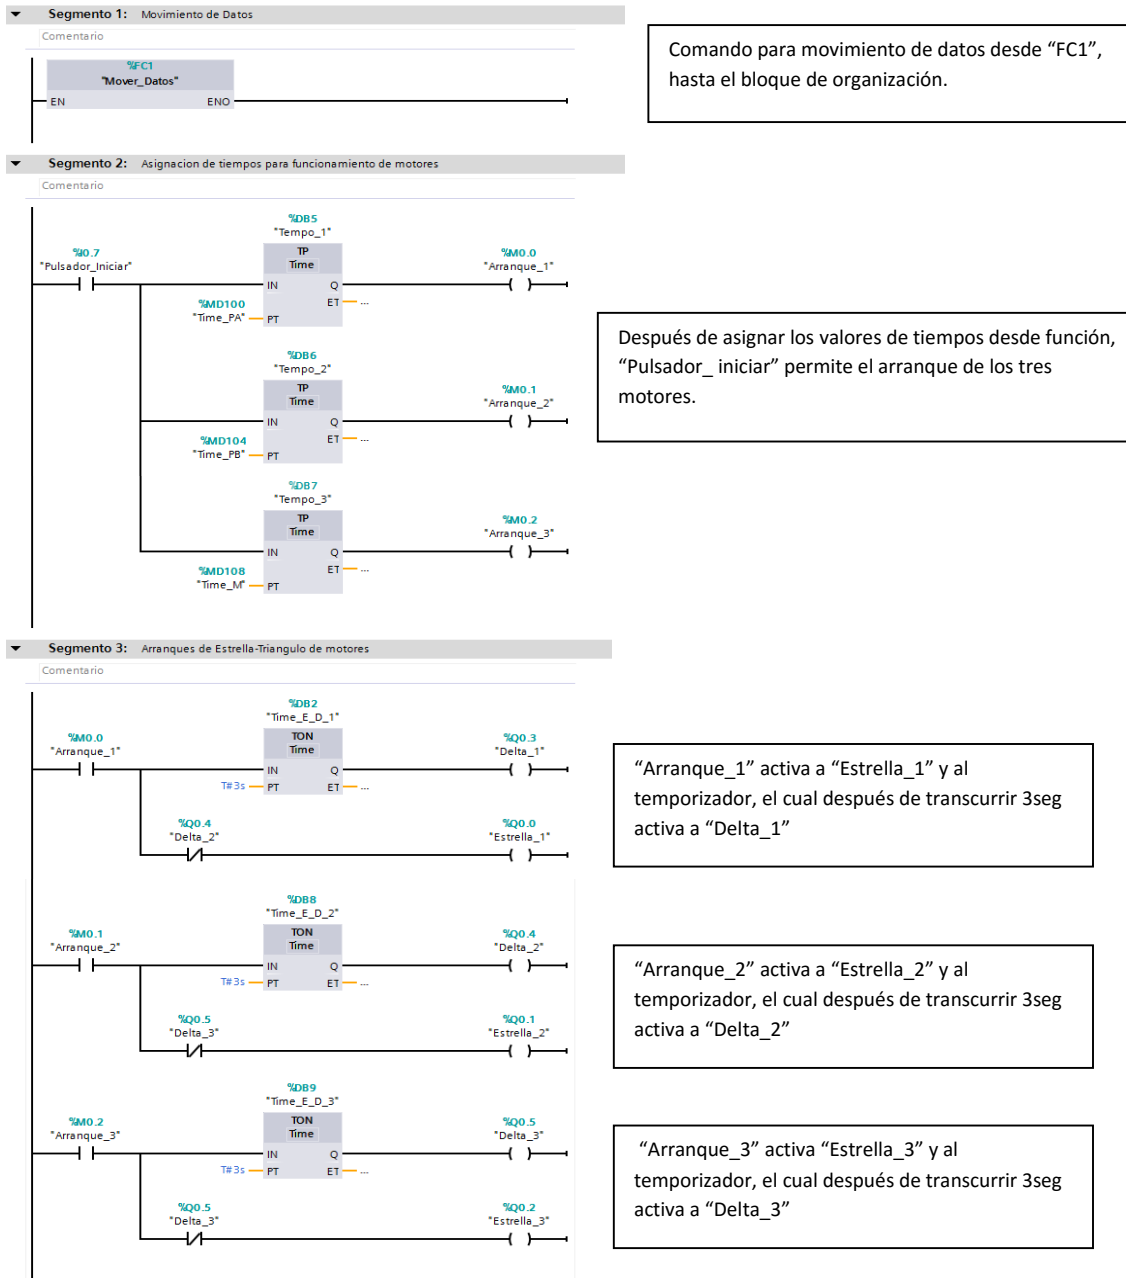 Segmento 1: Movimiento de Datos
Comentario
%FC1
"Mover_Datos"
EN ENO
Comando para movimiento de datos desde “FC1”,
hasta el bloque de organización.
Segmento 2: Asignacion de tiempos para funcionamiento de motores
Comentario
%DB5
"Tempo_1"
%I0.7
"Pulsador_Iniciar"
TP
Time
%M0.0
"Arranque_1"
IN Q
ET ...
%MD100
"Time_PA" PT
%DB6
"Tempo_2"
TP
Time
%M0.1
"Arranque_2"
IN Q
ET ...
%MD104
"Time_PB" PT
%DB7
"Tempo_3"
TP
Time
%M0.2
"Arranque_3"
IN Q
ET ...
%MD108
"Time_M" PT
Después de asignar los valores de tiempos desde función,
“Pulsador_ iniciar” permite el arranque de los tres
motores.
Segmento 3: Arranques de Estrella-Triangulo de motores
Comentario
%DB2
"Time_E_D_1"
%M0.0
"Arranque_1"
TON
Time
%Q0.3
"Delta_1"
IN Q
T#3s PT ET ...
%Q0.4
"Delta_2"
%Q0.0
"Estrella_1"
“Arranque_1” activa a “Estrella_1” y al
temporizador, el cual después de transcurrir 3seg
activa a “Delta_1”
%DB8
"Time_E_D_2"
%M0.1
"Arranque_2"
TON
Time
%Q0.4
"Delta_2"
IN Q
T#3s PT ET ...
%Q0.5
"Delta_3"
%Q0.1
"Estrella_2"
“Arranque_2” activa a “Estrella_2” y al
temporizador, el cual después de transcurrir 3seg
activa a “Delta_2”
%DB9
"Time_E_D_3"
%M0.2
"Arranque_3"
TON
Time
%Q0.5
"Delta_3"
IN Q
T#3s PT ET ...
%Q0.5
"Delta_3"
%Q0.2
"Estrella_3"
“Arranque_3” activa “Estrella_3” y al
temporizador, el cual después de transcurrir 3seg
activa a “Delta_3”